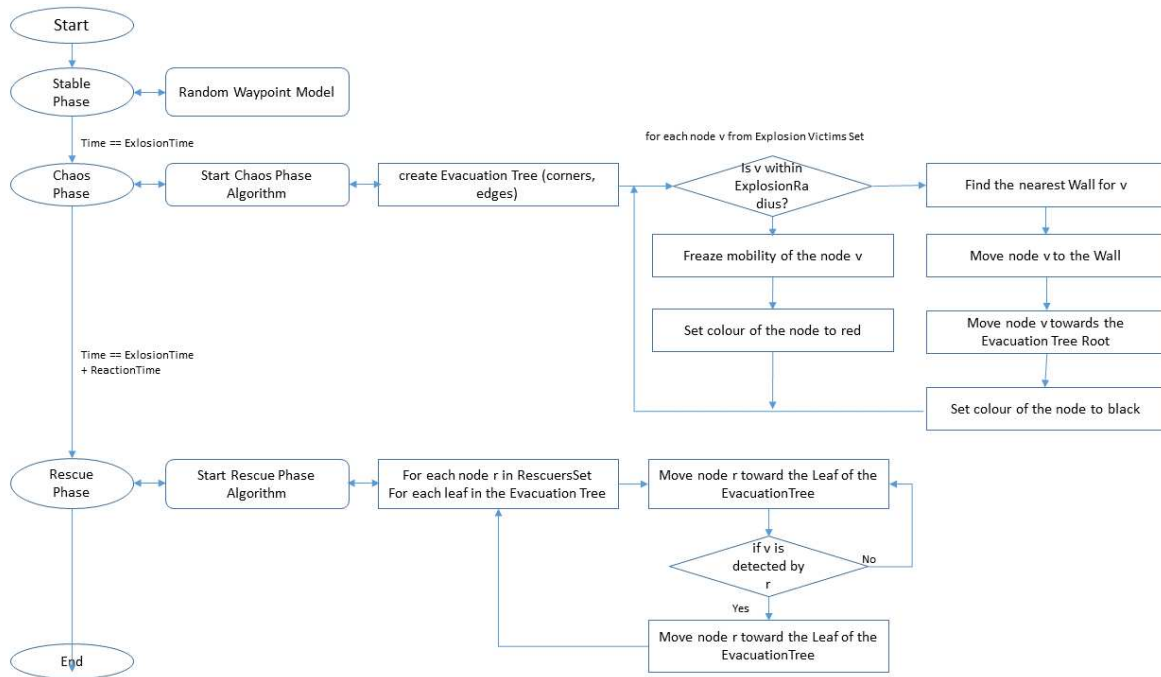 Start
Stable
Phase
Random Waypoint Model
Time == ExlosionTime
for each node v from Explosion Victims Set
Chaos
Phase
Start Chaos Phase
Algorithm
create Evacuation Tree (corners,
edges)
Is v within
ExplosionRa
dius?
Find the nearest Wall for v
Freaze mobility of the node v
Move node v to the Wall
Set colour of the node to red
Move node v towards the
Evacuation Tree Root
Time == ExlosionTime
+ ReactionTime
Set colour of the node to black
Rescue
Phase
Start Rescue Phase
Algorithm
For each node r in RescuersSet
For each leaf in the Evacuation Tree
Move node r toward the Leaf of the
EvacuationTree
if v is
detected by
r
No
Yes
Move node r toward the Leaf of the
EvacuationTree
End